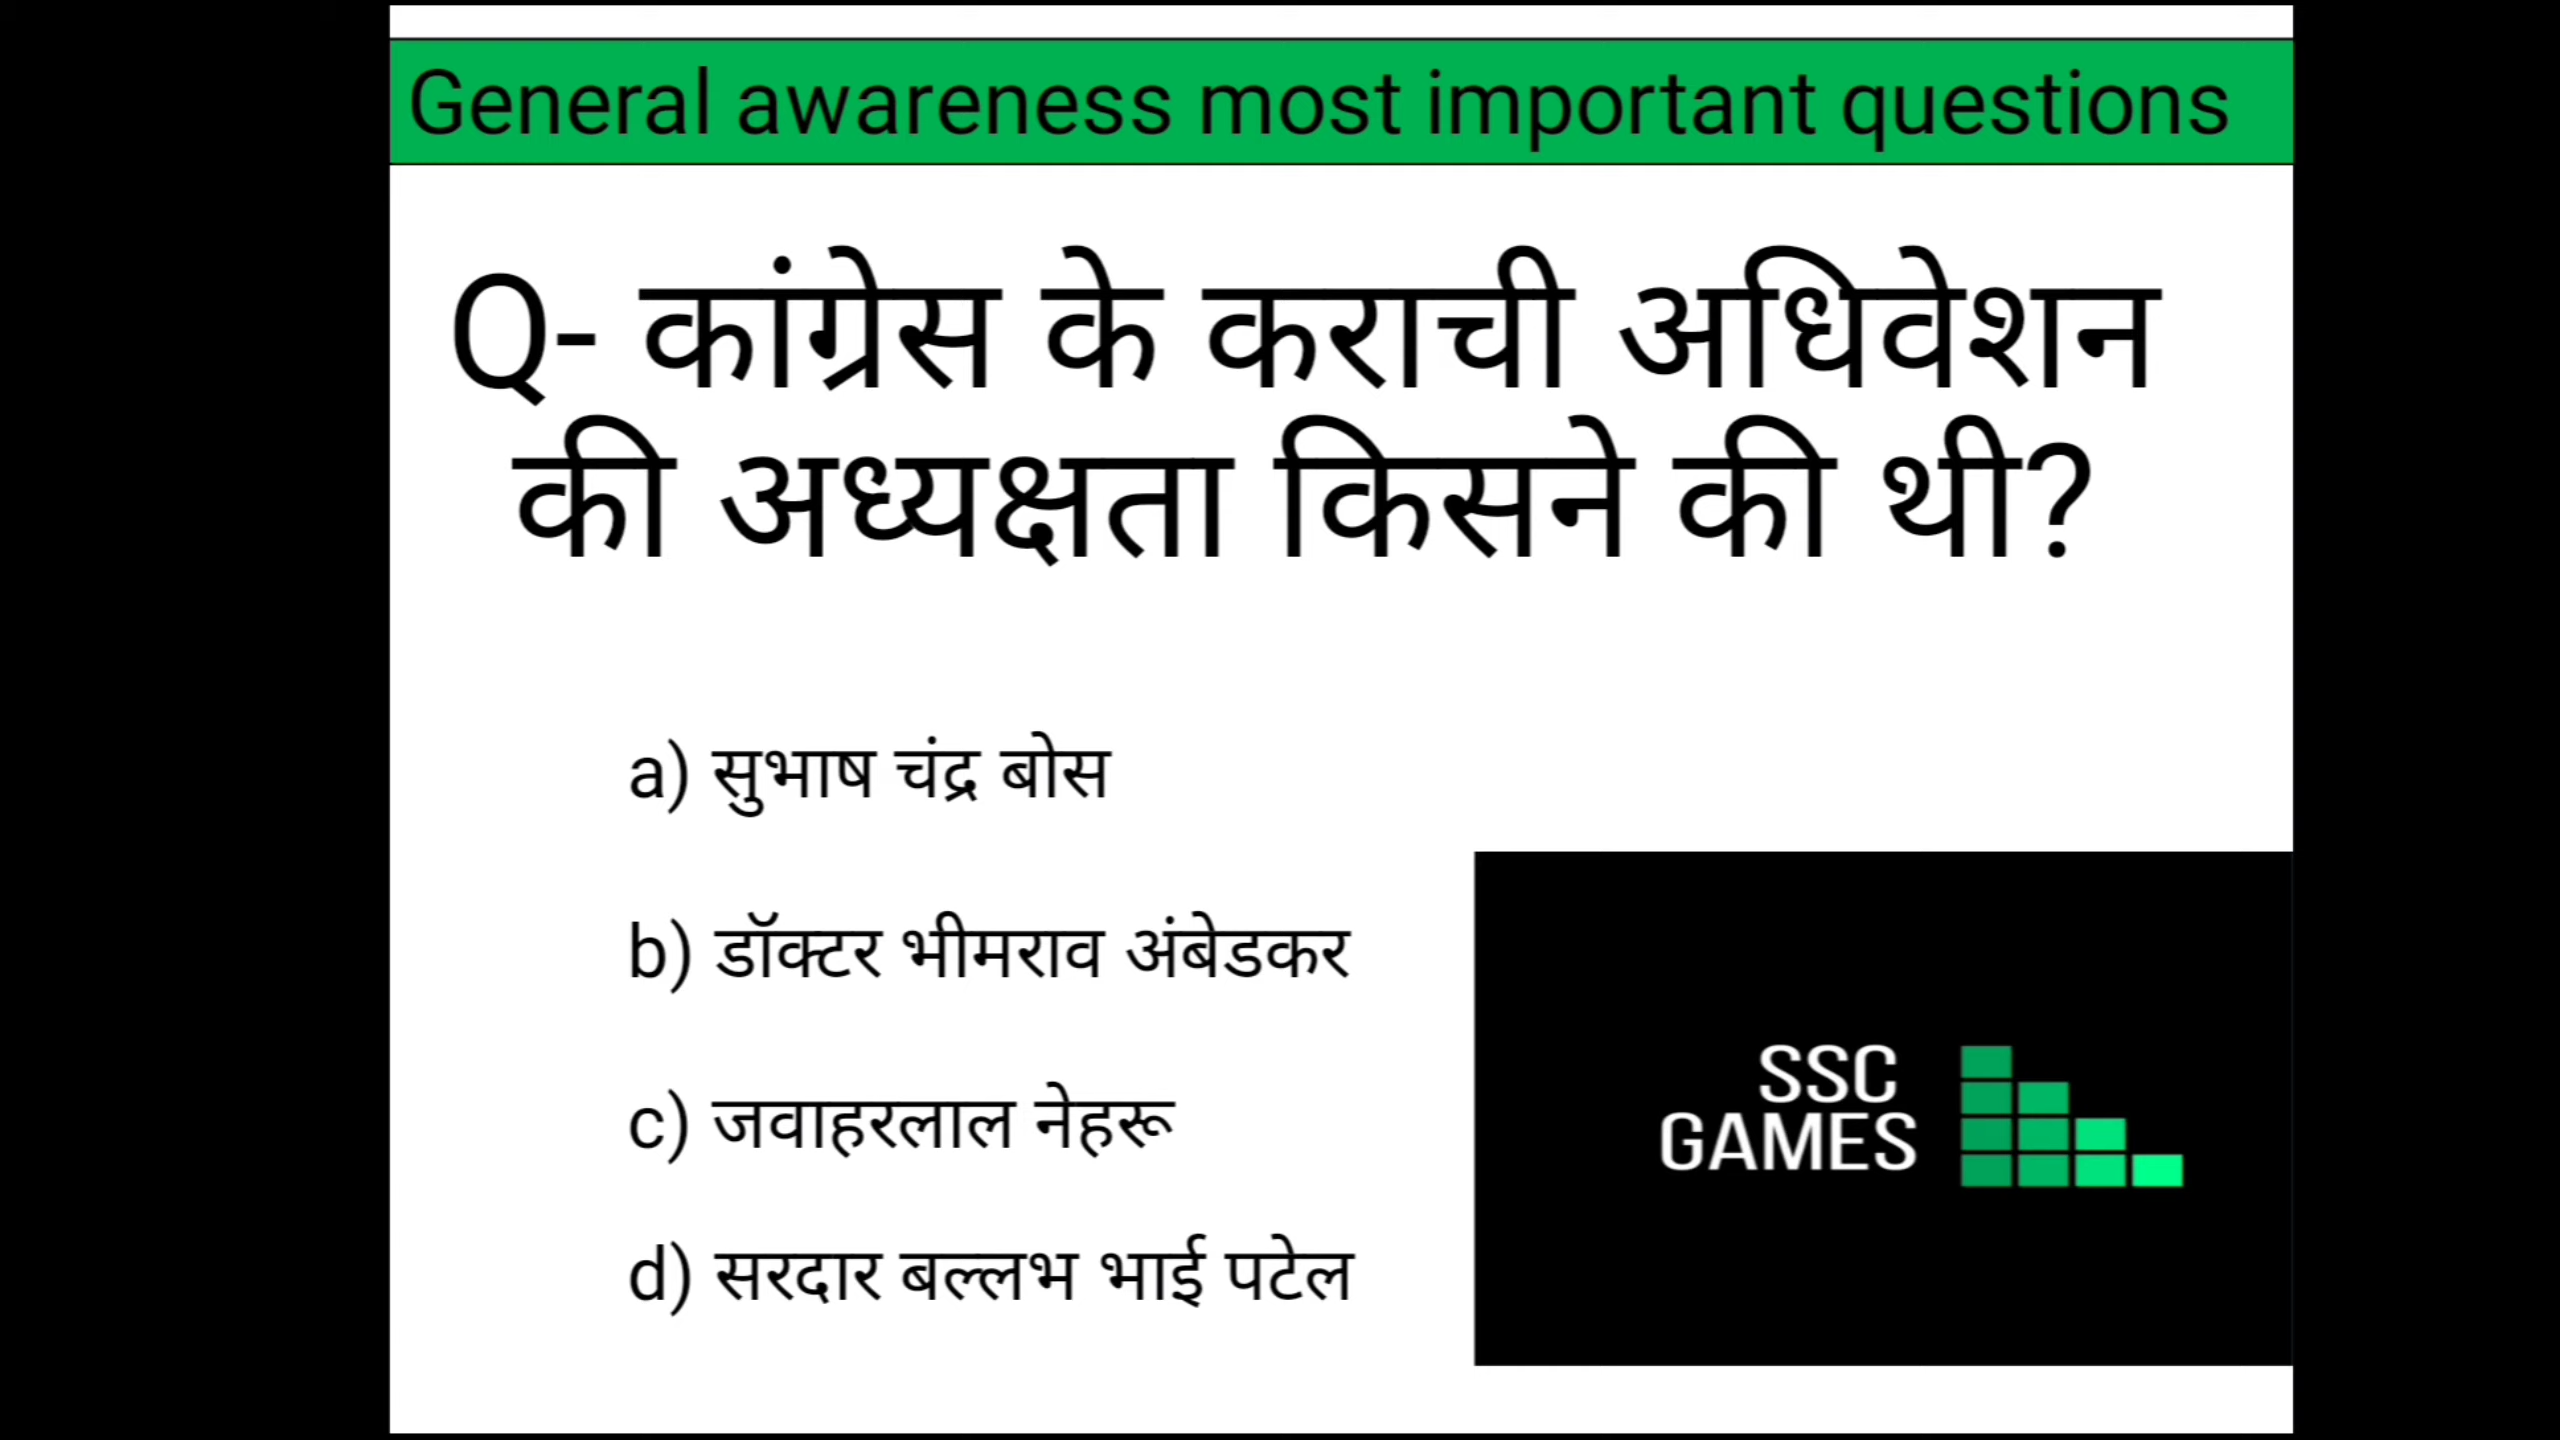 General awareness most important questions
Q- कांग्रेस के कराची अधिवेशन
की अध्यक्षता किसने की थी?
a) सुभाष चंद्र बोस
b) डॉक्टर भीमराव अंबेडकर
c) जवाहरलाल नेहरू
d) सरदार बल्लभ भाई पटेल
SSC
GAMES